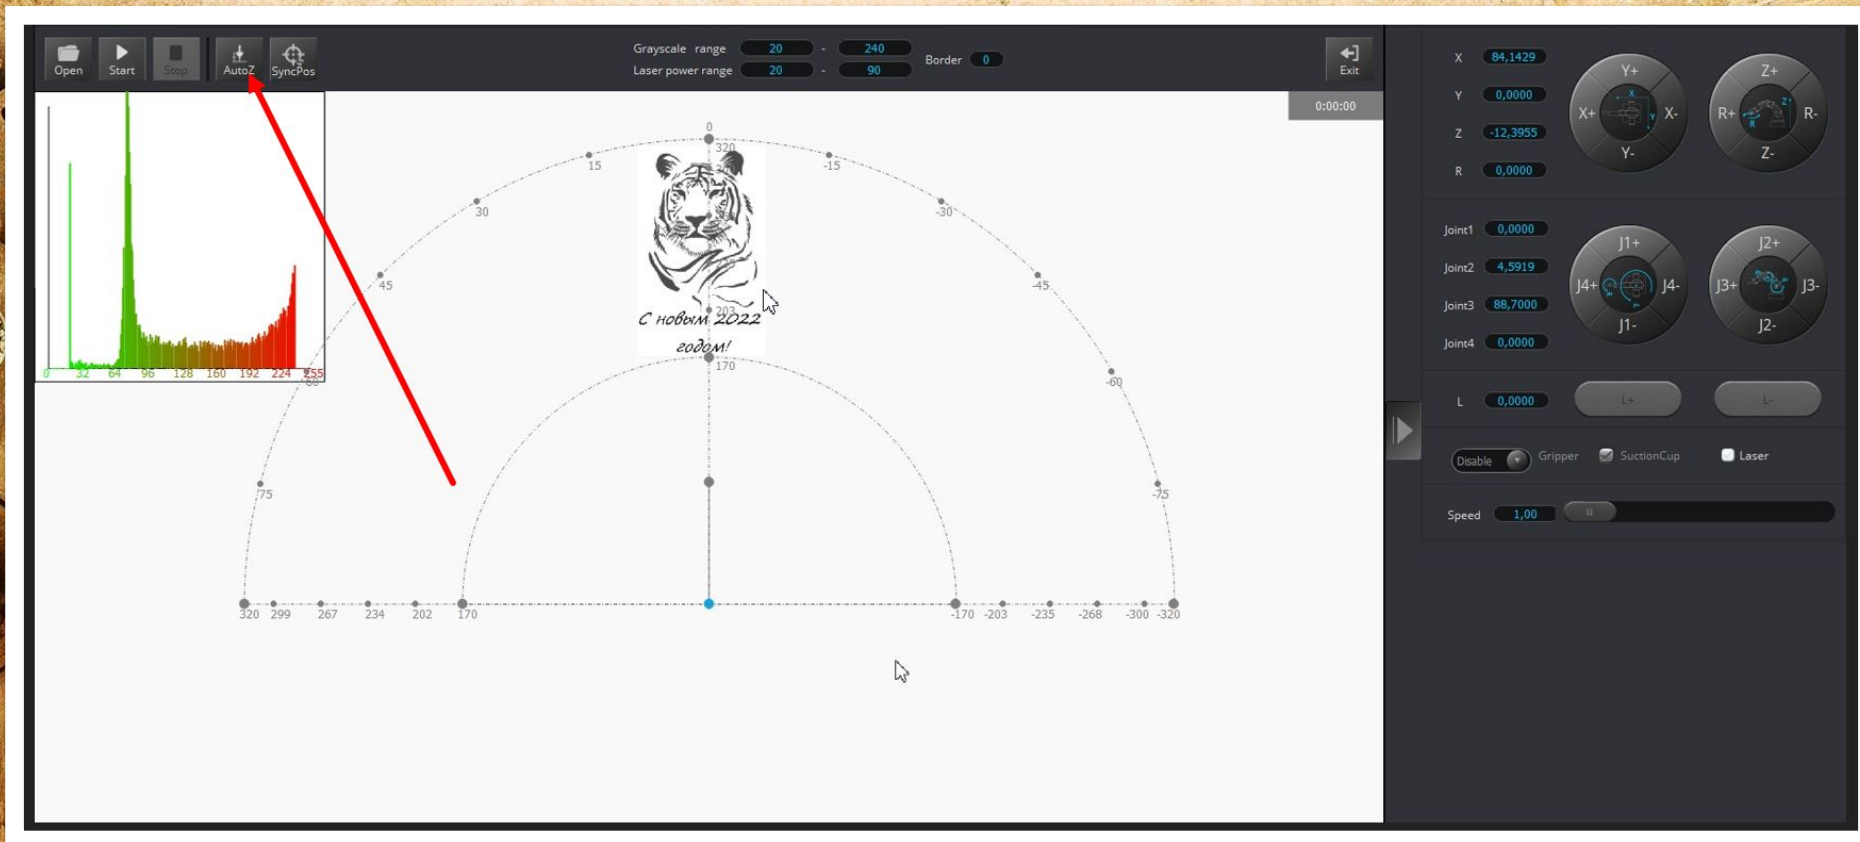 Open Start Stop AutoZ SyncPos
Grayscale range 20 - 240
Laser power range 20 - 90
Border 0
Exit
0:00:00
0 32 64 96 128 160 192 224 255
0
320
15 -15
30 -30
45 -45
60 -60
75 -75
235
203
С новым 2022
годом!
170
320 299 267 234 202 170 -170 -203 -235 -268 -300 -320
X 84,1429
Y 0,0000
Z -12,3955
R 0,0000
Y+
X+ X-
Y-
X
Y
Z+
R+ R-
Z-
Z
R
Joint1 0,0000
Joint2 4,5919
Joint3 88,7000
Joint4 0,0000
J1+
J4+ J4-
J1-
J2+
J3+ J3-
J2-
L 0,0000 L+ L-
Disable Gripper SuctionCup Laser
Speed 1,00